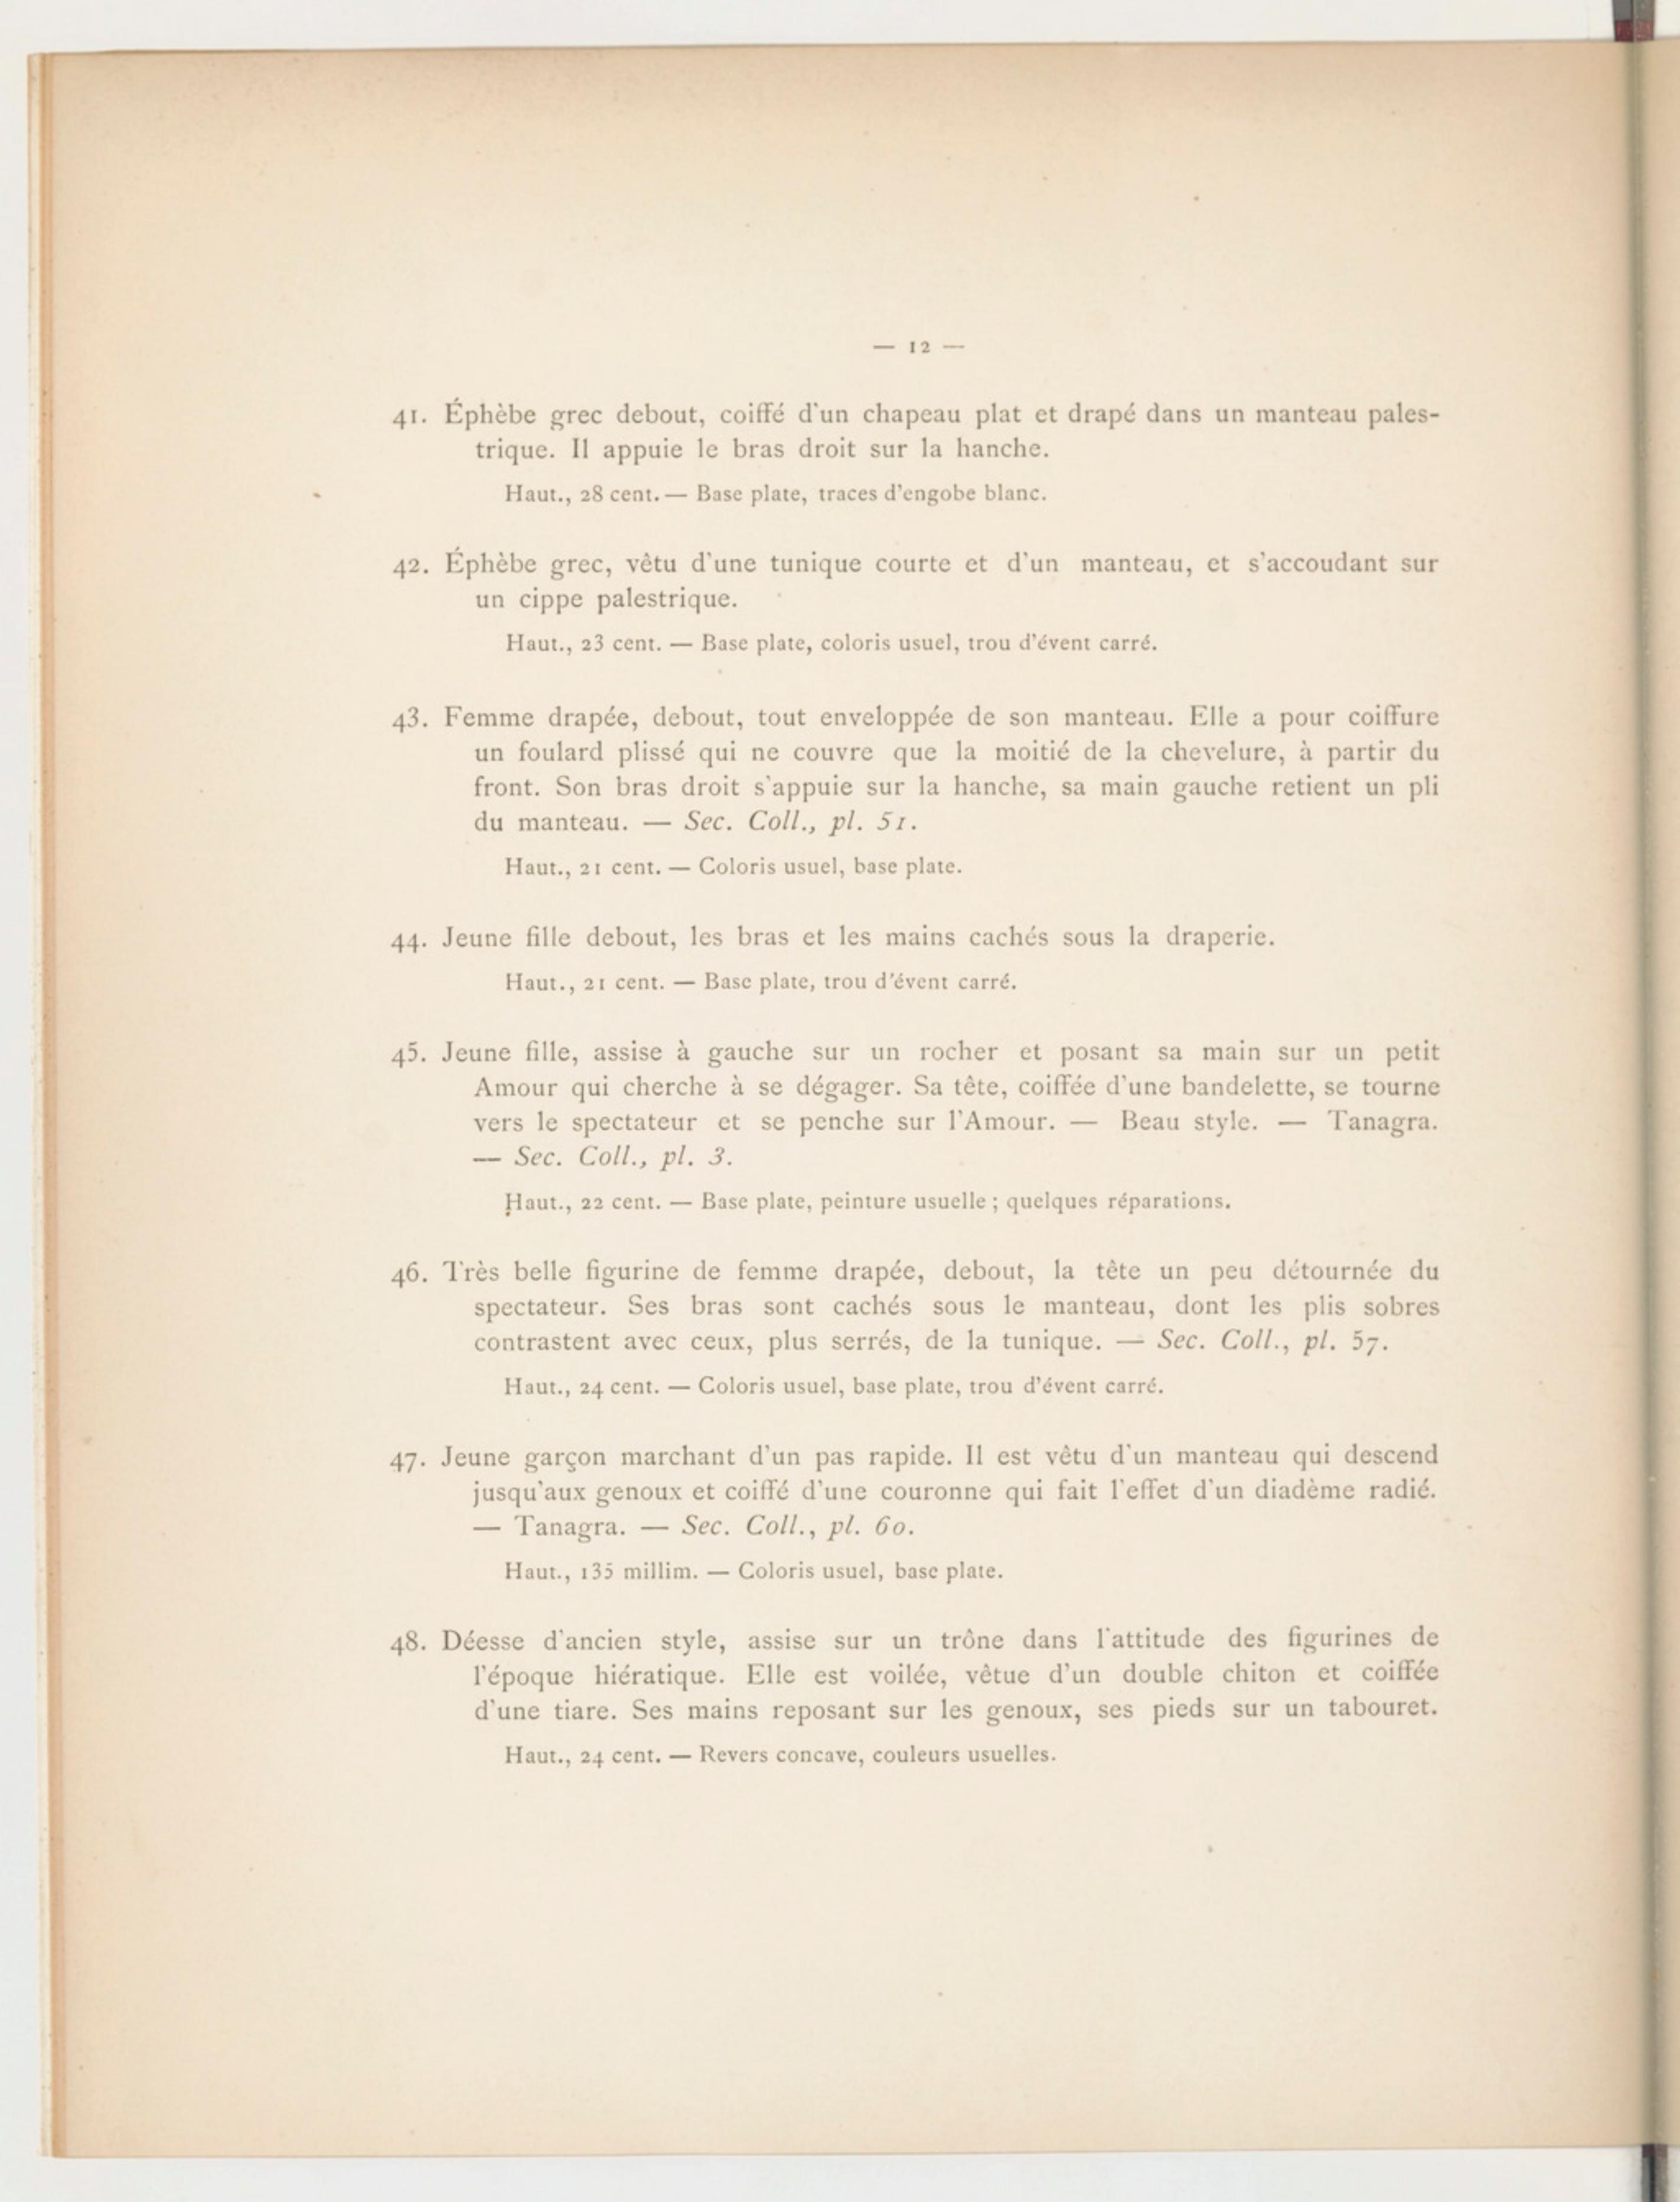 — 12 —
41. Éphèbe grec debout, coiffé d'un chapeau plat et drapé dans un manteau pales-
trique. Il appuie le bras droit sur la hanche.
Haut., 28 cent. — Base plate, traces d'engobe blanc.
42. Éphèbe grec, vêtu d'une tunique courte et d'un manteau, et s'accoudant sur
un cippe palestrique.
Haut., 23 cent. — Base plate, coloris usuel, trou d'évent carré.
43. Femme drapée, debout, tout enveloppée de son manteau. Elle a pour coiffure
un foulard plissé qui ne couvre que la moitié de la chevelure, à partir du
front. Son bras droit s'appuie sur la hanche, sa main gauche retient un pli
du manteau. — Sec. Coll., pl. 51.
Haut., 21 cent. — Coloris usuel, base plate.
44. Jeune fille debout, les bras et les mains cachés sous la draperie.
Haut., 21 cent. — Base plate, trou d'évent carré.
45. Jeune fille, assise à gauche sur un rocher et posant sa main sur un petit
Amour qui cherche à se dégager. Sa tête, coiffée d'une bandelette, se tourne
vers le spectateur et se penche sur l'Amour. — Beau style. — Tanagra.
— Sec. Coll., pl. 3.
Haut., 22 cent. — Base plate, peinture usuelle ; quelques réparations.
46. Très belle figurine de femme drapée, debout, la tête un peu détournée du
spectateur. Ses bras sont cachés sous le manteau, dont les plis sobres
contrastent avec ceux, plus serrés, de la tunique. — Sec. Coll., pl. 57.
Haut., 24 cent. — Coloris usuel, base plate, trou d'évent carré.
47. Jeune garçon marchant d'un pas rapide. Il est vêtu d'un manteau qui descend
jusqu'aux genoux et coiffé d'une couronne qui fait l'effet d'un diadème radié.
— Tanagra. — Sec. Coll., pl. 60.
Haut., 135 millim. — Coloris usuel, base plate.
48. Déesse d'ancien style, assise sur un trône dans l'attitude des figurines de
l'époque hiératique. Elle est voilée, vêtue d'un double chiton et coiffée
d'une tiare. Ses mains reposant sur les genoux, ses pieds sur un tabouret.
Haut., 24 cent. — Revers concave, couleurs usuelles.